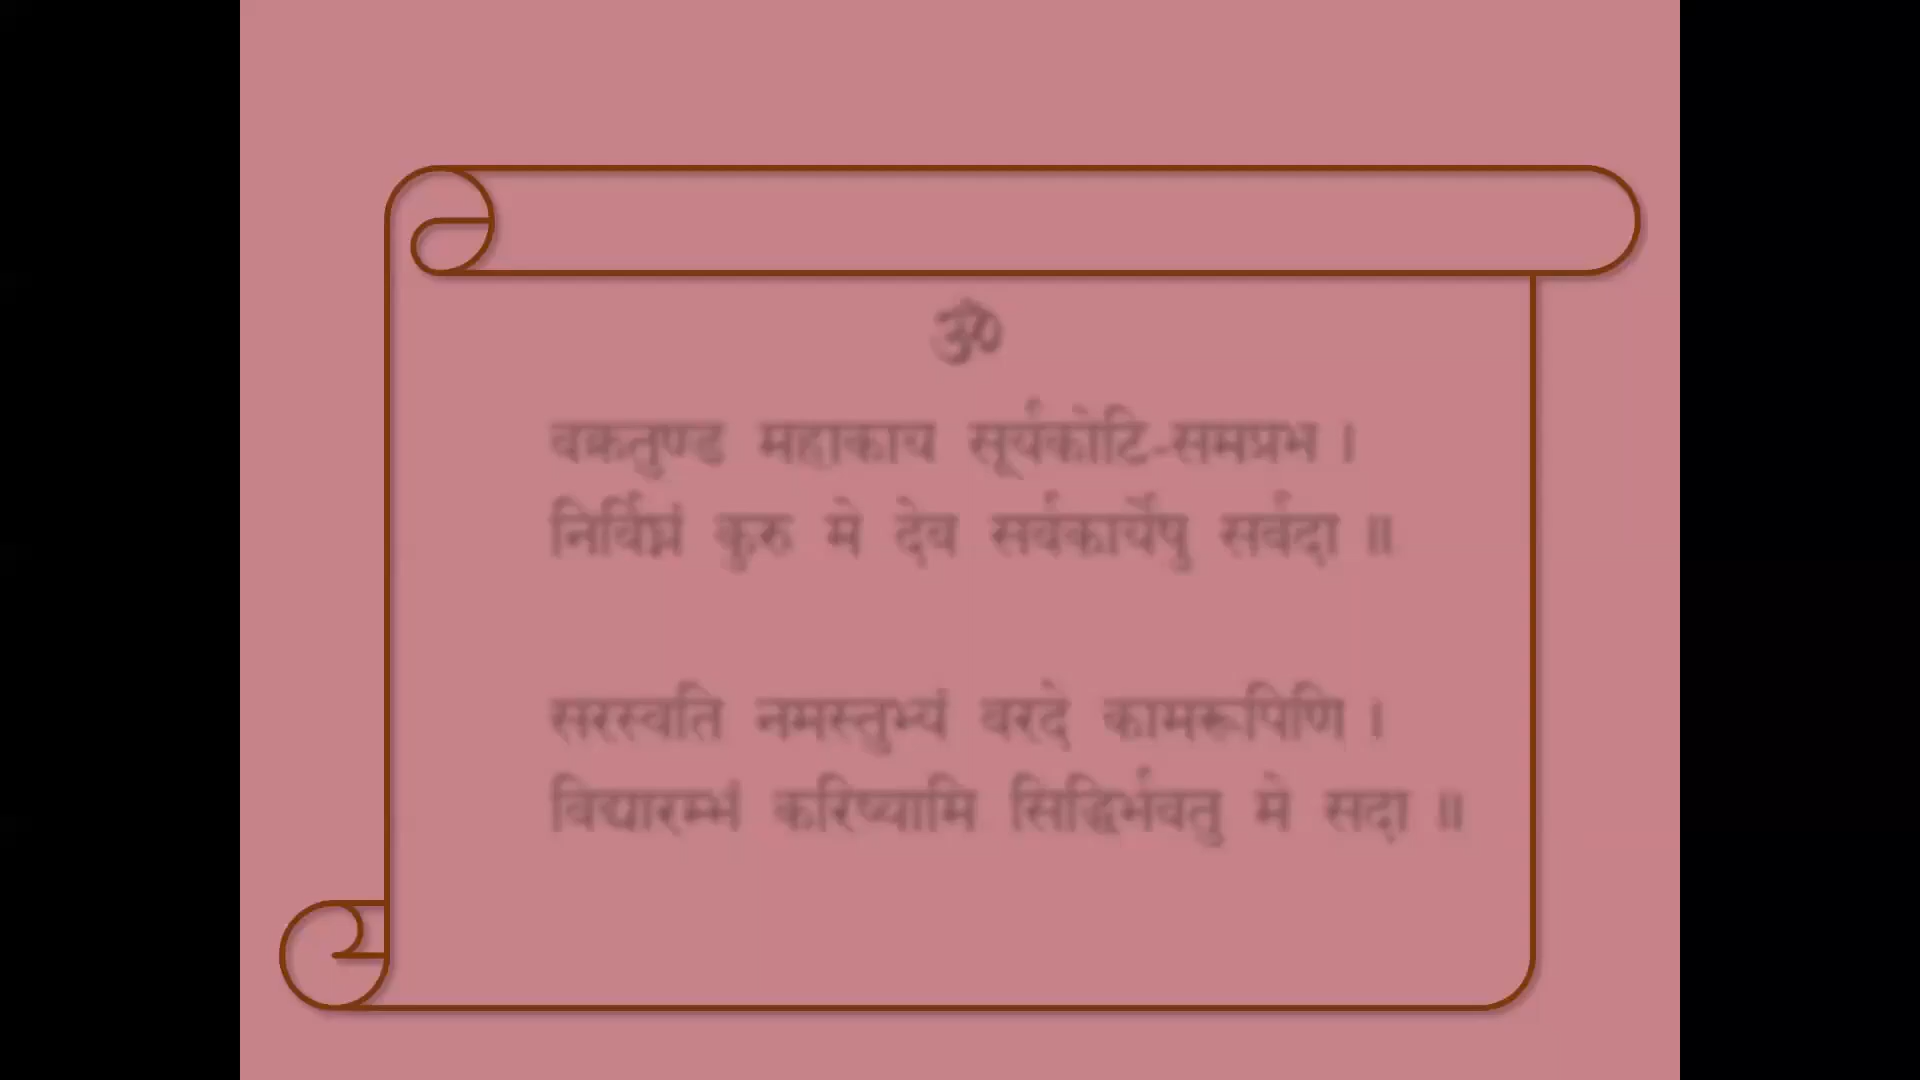 ॐ
वक्रतुण्ड महाकाय सूर्यकोटि-समप्रभ ।
निर्विघ्नं कुरु मे देव सर्वकार्येषु सर्वदा ॥
सरस्वति नमस्तुभ्यं वरदे कामरूपिणि ।
विद्यारम्भं करिष्यामि सिद्धिर्भवतु मे सदा ॥